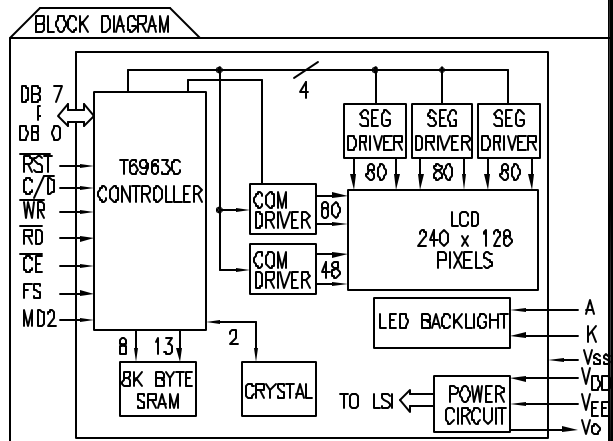 BLOCK DIAGRAM
4
DB 7
DB 0
SEG DRIVER
SEG DRIVER
SEG DRIVER
80
80
80
RST
C/D
WR
RD
CE
FS
MD2
T6963C
CONTROLLER
COM
DRIVER
80
COM
DRIVER
48
LCD
240 x 128
PIXELS
LED BACKLIGHT
A
K
8
13
2
8K BYTE
SRAM
CRYSTAL
TO LSI
POWER
CIRCUIT
Vss
VDD
VEE
Vo